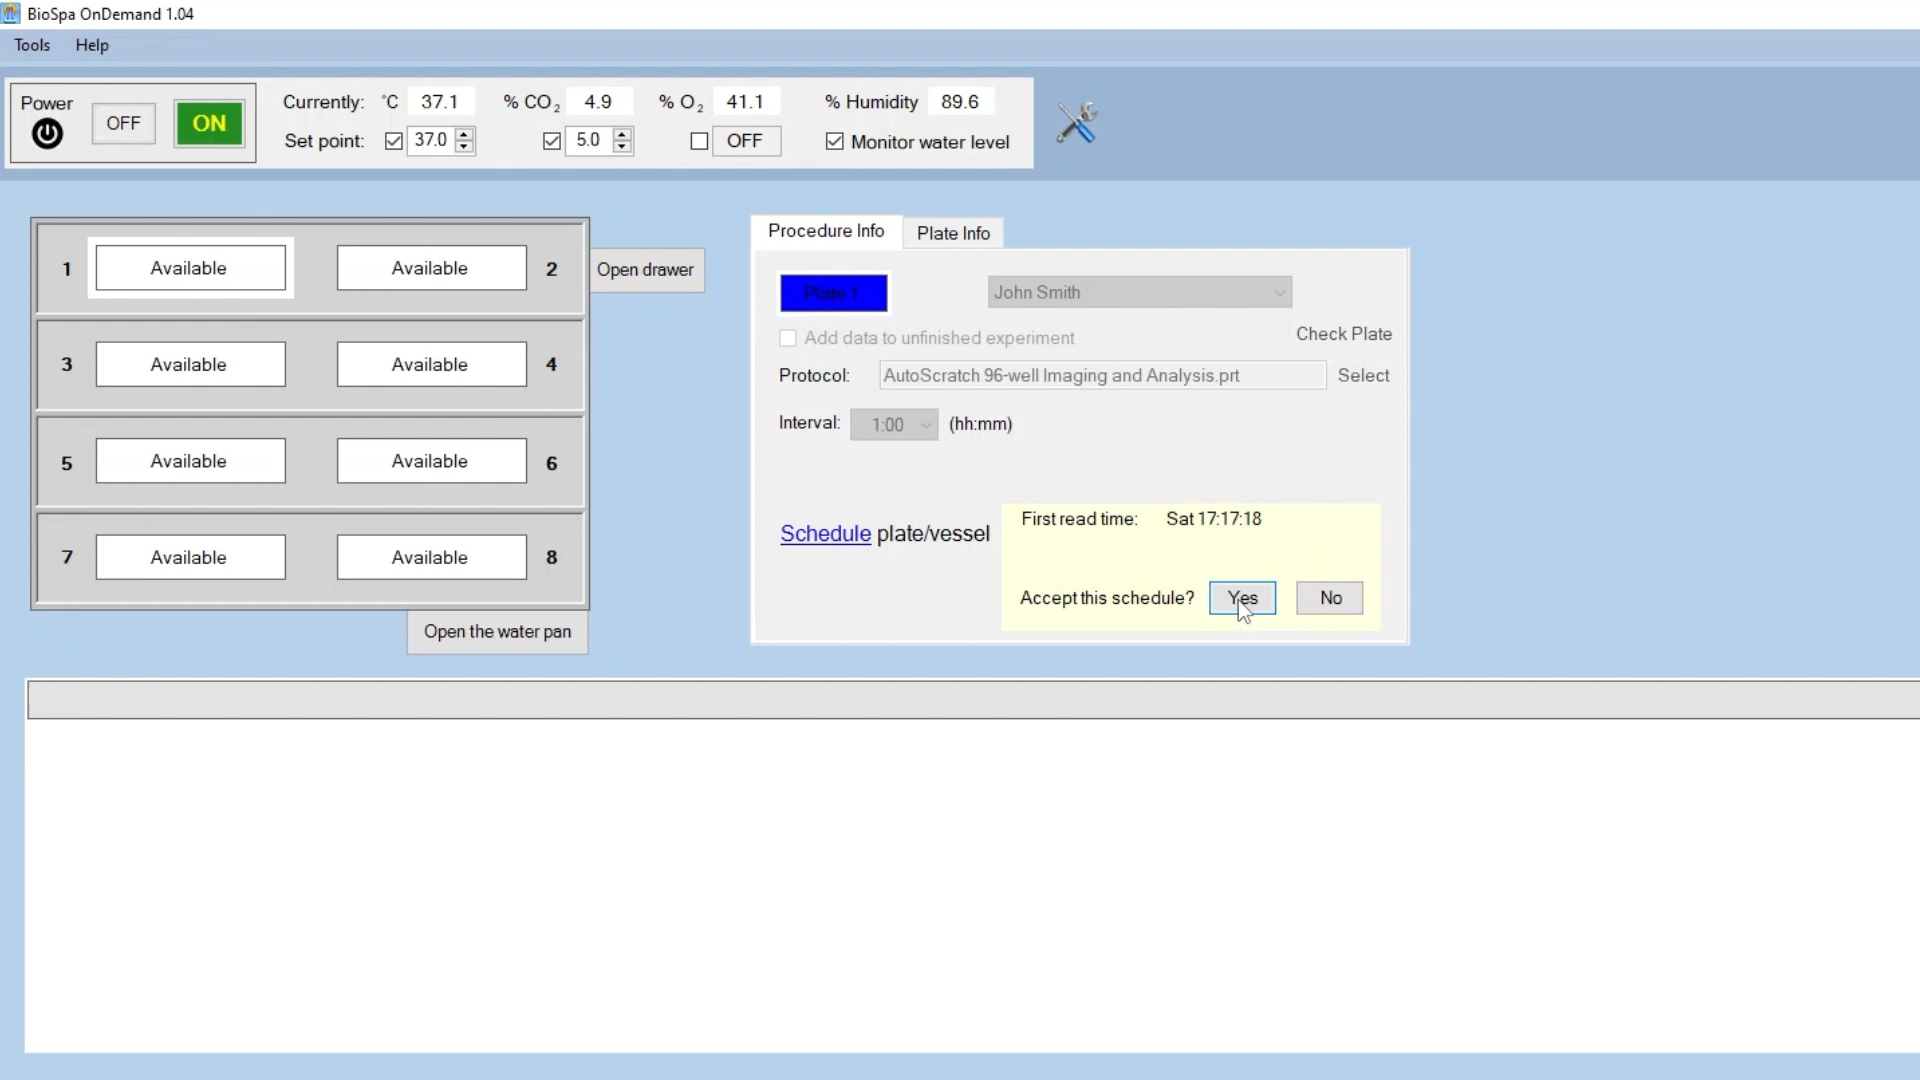 BioSpa OnDemand 1.04
Tools Help
Power OFF ON
Currently: °C 37.1 % CO2 4.9 % O2 41.1 % Humidity 89.6
Set point: 37.0 5.0 OFF Monitor water level
1 Available Available 2 Open drawer
3 Available Available 4
5 Available Available 6
7 Available Available 8
Open the water pan
Procedure Info Plate Info
Plate 1 John Smith
Add data to unfinished experiment Check Plate
Protocol: AutoScratch 96-well Imaging and Analysis.prt Select
Interval: 1:00 (hh:mm)
Schedule plate/vessel
First read time: Sat 17:17:18
Accept this schedule? Yes No